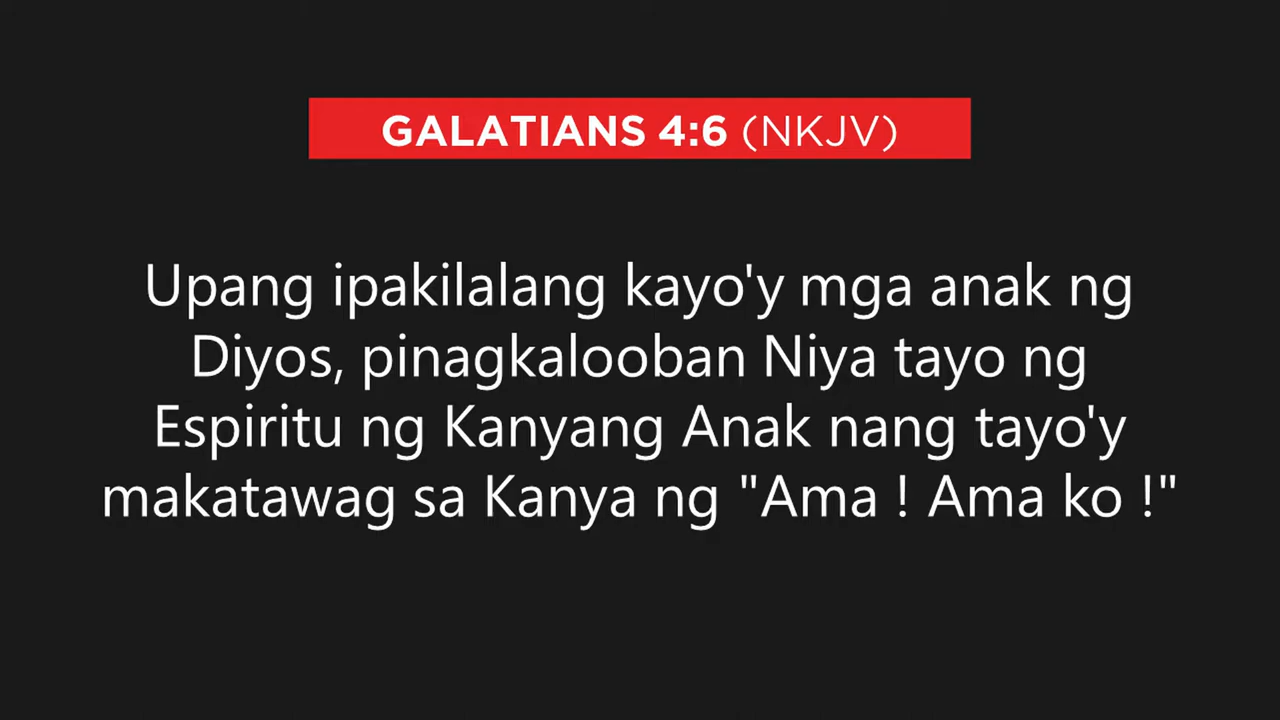 GALATIANS 4:6 (NKJV)
Upang ipakilalang kayo'y mga anak ng
Diyos, pinagkalooban Niya tayo ng
Espiritu ng Kanyang Anak nang tayo'y
makatawag sa Kanya ng "Ama ! Ama ko !"